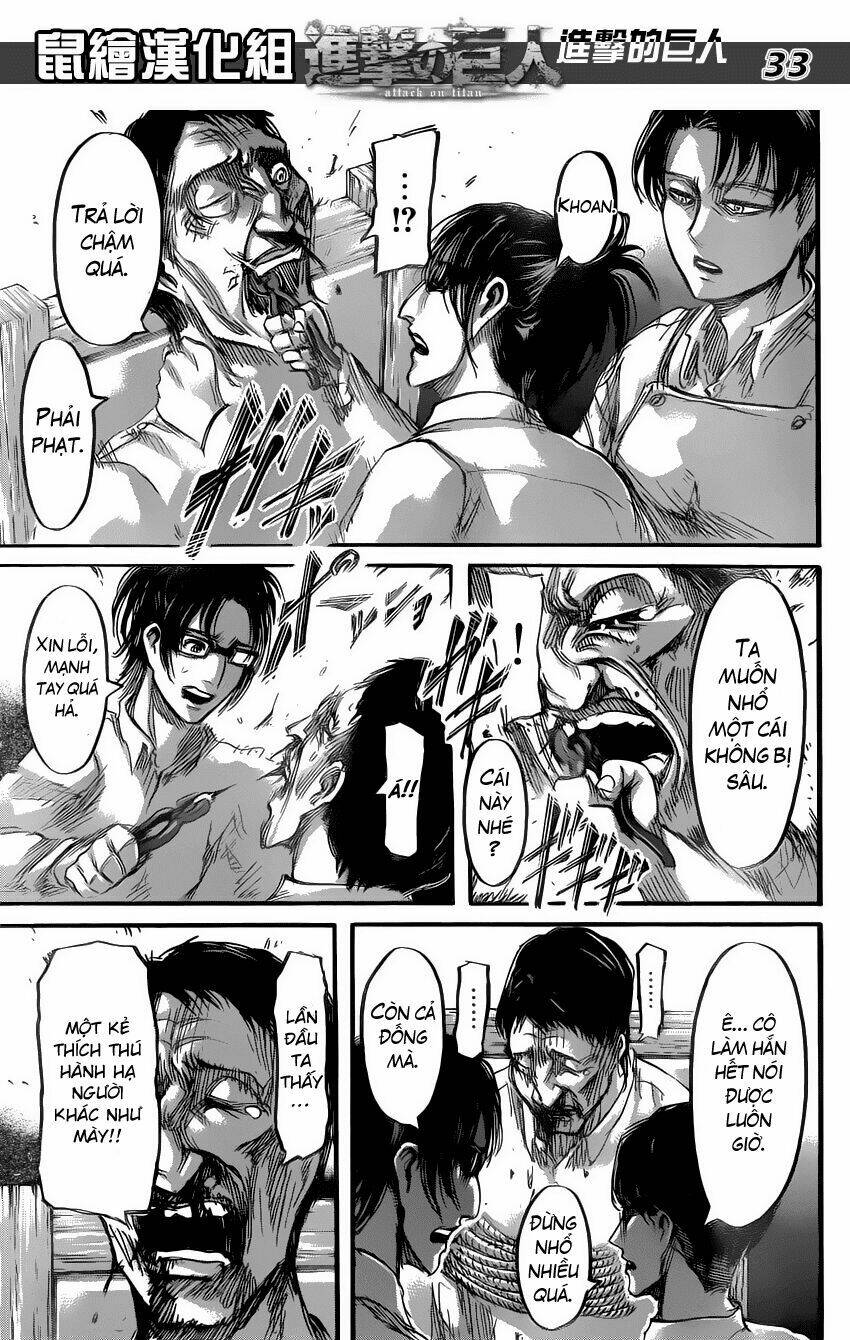 鼠繪漢化組
進撃の巨人
attack on titan
進擊的巨人
33
KHOAN.
…
!?
TRẢ LỜI
CHẬM
QUÁ.
PHẢI
PHẠT.
TA
MUỐN
NHỔ
MỘT CÁI
KHÔNG BỊ
SÂU.
!
CÁI
NÀY
NHÉ
?
XIN LỖI,
MẠNH
TAY QUÁ
HẢ.
Á!!
Ê... CÔ
LÀM HẮN
HẾT NÓI
ĐƯỢC
LUÔN
GIỜ.
......
......
CÒN CẢ
ĐỐNG
MÀ.
ĐỪNG
NHỔ
NHIỀU
QUÁ.
LẦN
ĐẦU TA
THẤY
...
MỘT KẺ
THÍCH THÚ
HÀNH HẠ
NGƯỜI
KHÁC NHƯ
MÀY!!